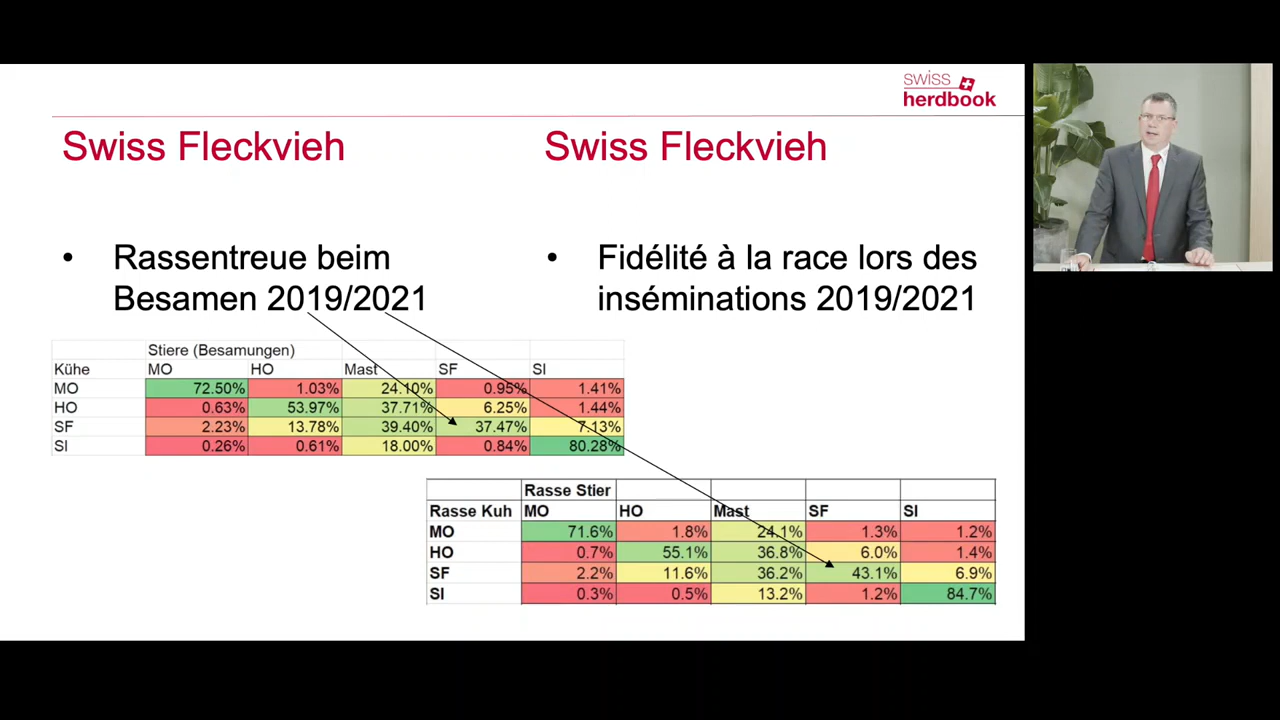 swiss
herdbook
Swiss Fleckvieh
Swiss Fleckvieh
• Rassentreue beim
Besamen 2019/2021
• Fidélité à la race lors des
inséminations 2019/2021
Stiere (Besamungen)
Kühe MO HO Mast SF SI
MO 72.50% 1.03% 24.10% 0.95% 1.41%
HO 0.63% 53.97% 37.71% 6.25% 1.44%
SF 2.23% 13.78% 39.40% 37.47% 7.13%
SI 0.26% 0.61% 18.00% 0.84% 80.28%
Rasse Stier
Rasse Kuh MO HO Mast SF SI
MO 71.6% 1.8% 24.1% 1.3% 1.2%
HO 0.7% 55.1% 36.8% 6.0% 1.4%
SF 2.2% 11.6% 36.2% 43.1% 6.9%
SI 0.3% 0.5% 13.2% 1.2% 84.7%